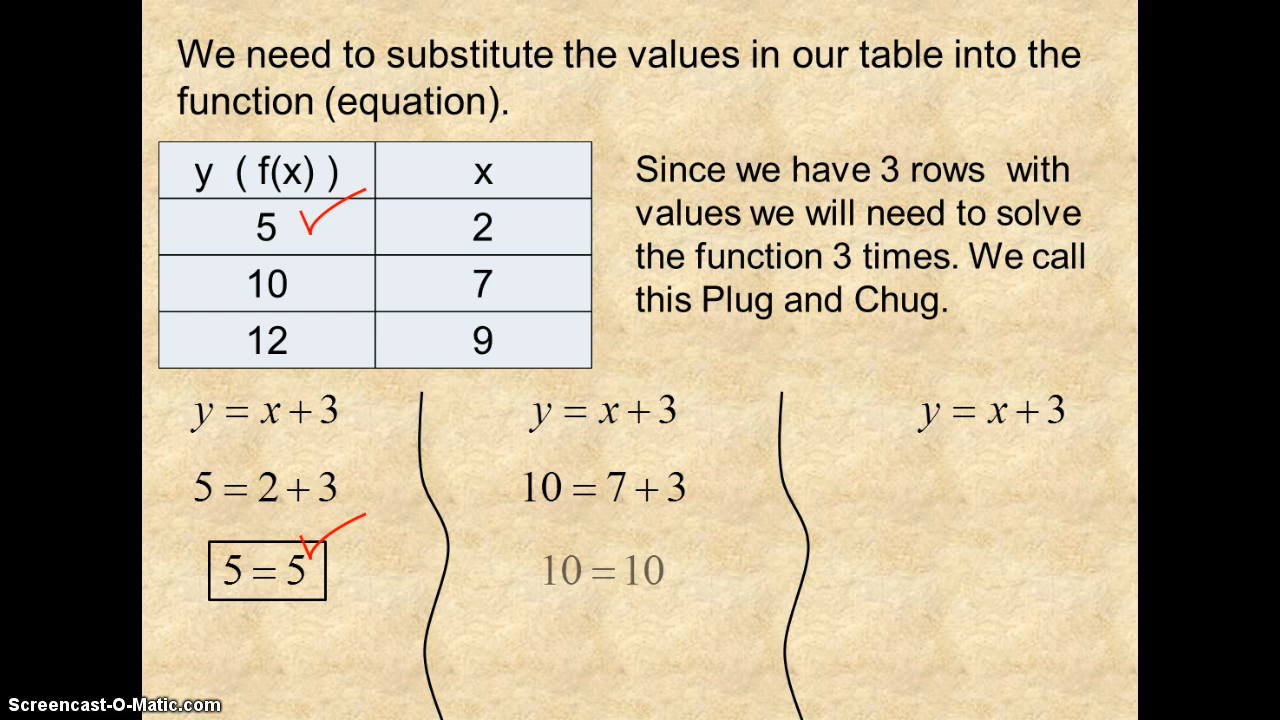 We need to substitute the values in our table into the
function (equation).
y ( f(x) ) x
5 2
10 7
12 9
Since we have 3 rows with
values we will need to solve
the function 3 times. We call
this Plug and Chug.
y = x + 3
5 = 2 + 3
5 = 5
y = x + 3
10 = 7 + 3
10 = 10
y = x + 3
Screencast-O-Matic.com